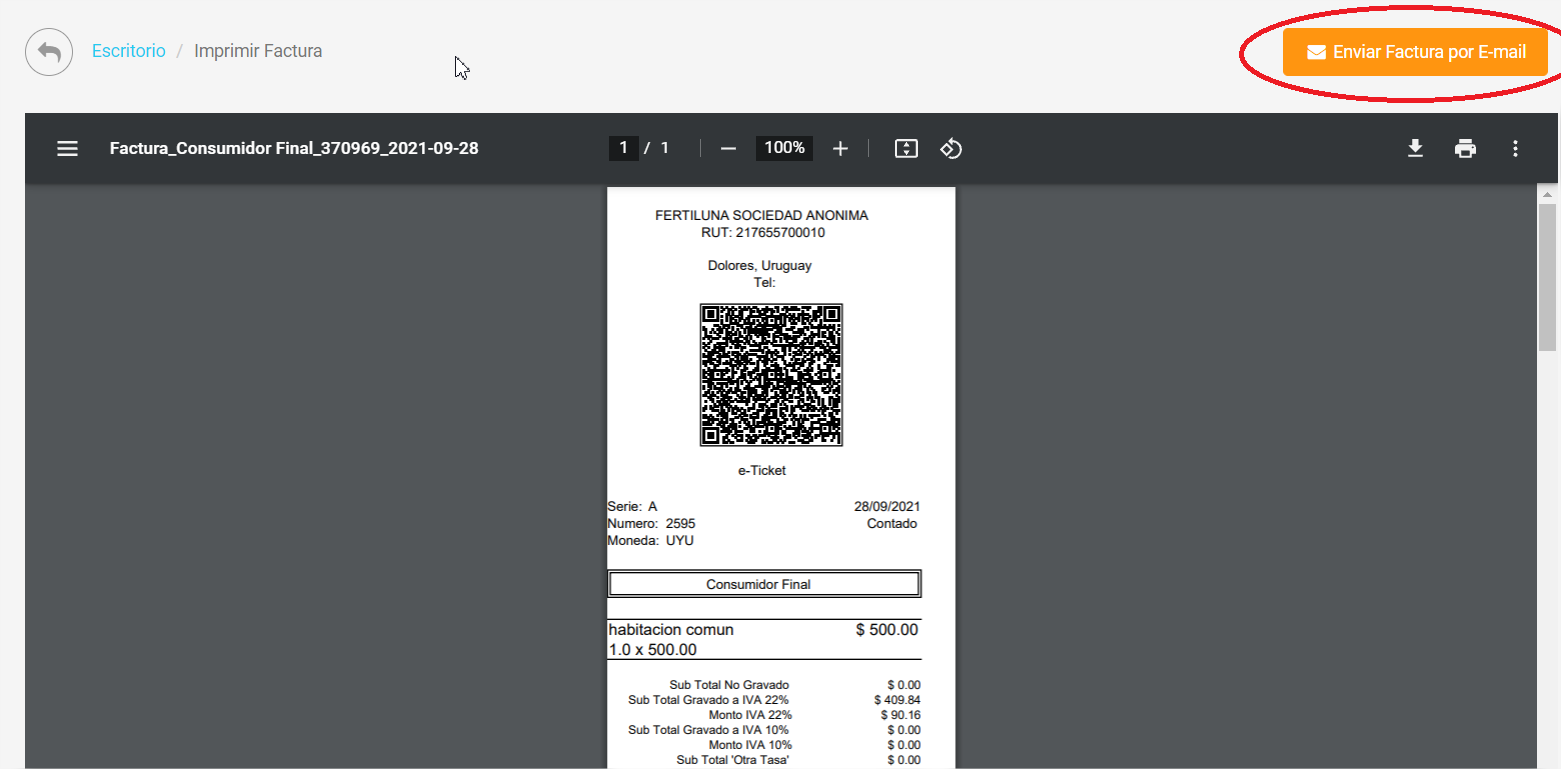 Escritorio / Imprimir Factura
Enviar Factura por E-mail
Factura_Consumidor Final_370969_2021-09-28
1 / 1
100%
FERTILUNA SOCIEDAD ANONIMA
RUT: 217655700010
Dolores, Uruguay
Tel:
e-Ticket
Serie: A 28/09/2021
Numero: 2595 Contado
Moneda: UYU
Consumidor Final
habitacion comun $ 500.00
1.0 x 500.00
Sub Total No Gravado $ 0.00
Sub Total Gravado a IVA 22% $ 409.84
Monto IVA 22% $ 90.16
Sub Total Gravado a IVA 10% $ 0.00
Monto IVA 10% $ 0.00
Sub Total 'Otra Tasa' $ 0.00